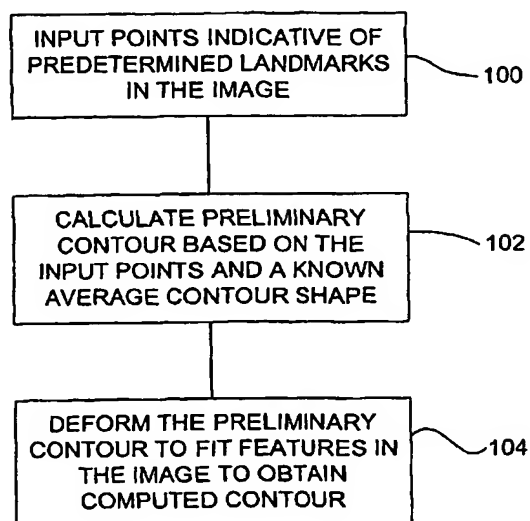 INPUT POINTS INDICATIVE OF
PREDETERMINED LANDMARKS
IN THE IMAGE
100
CALCULATE PRELIMINARY
CONTOUR BASED ON THE
INPUT POINTS AND A KNOWN
AVERAGE CONTOUR SHAPE
102
DEFORM THE PRELIMINARY
CONTOUR TO FIT FEATURES IN
THE IMAGE TO OBTAIN
COMPUTED CONTOUR
104